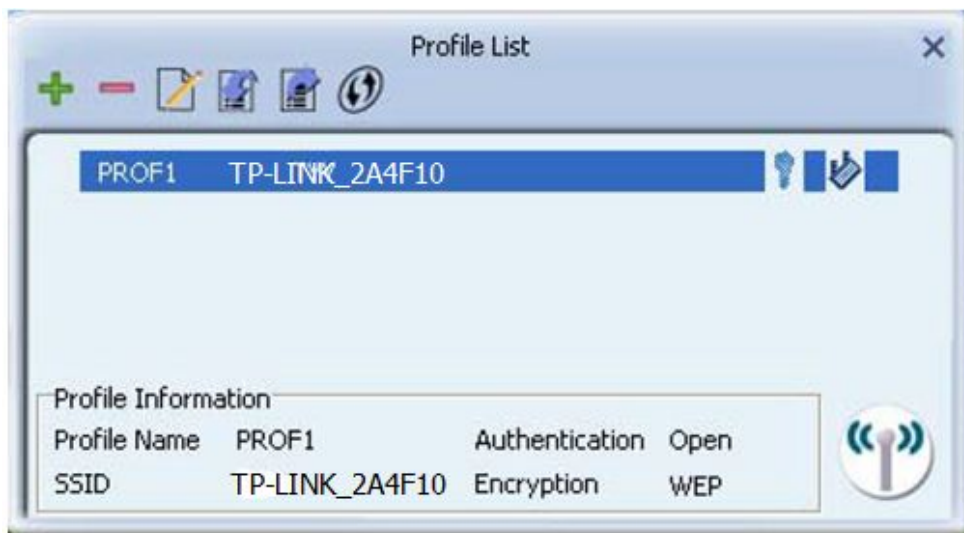 Profile List
PROF1 TP-LINK_2A4F10
Profile Information
Profile Name PROF1 Authentication Open
SSID TP-LINK_2A4F10 Encryption WEP